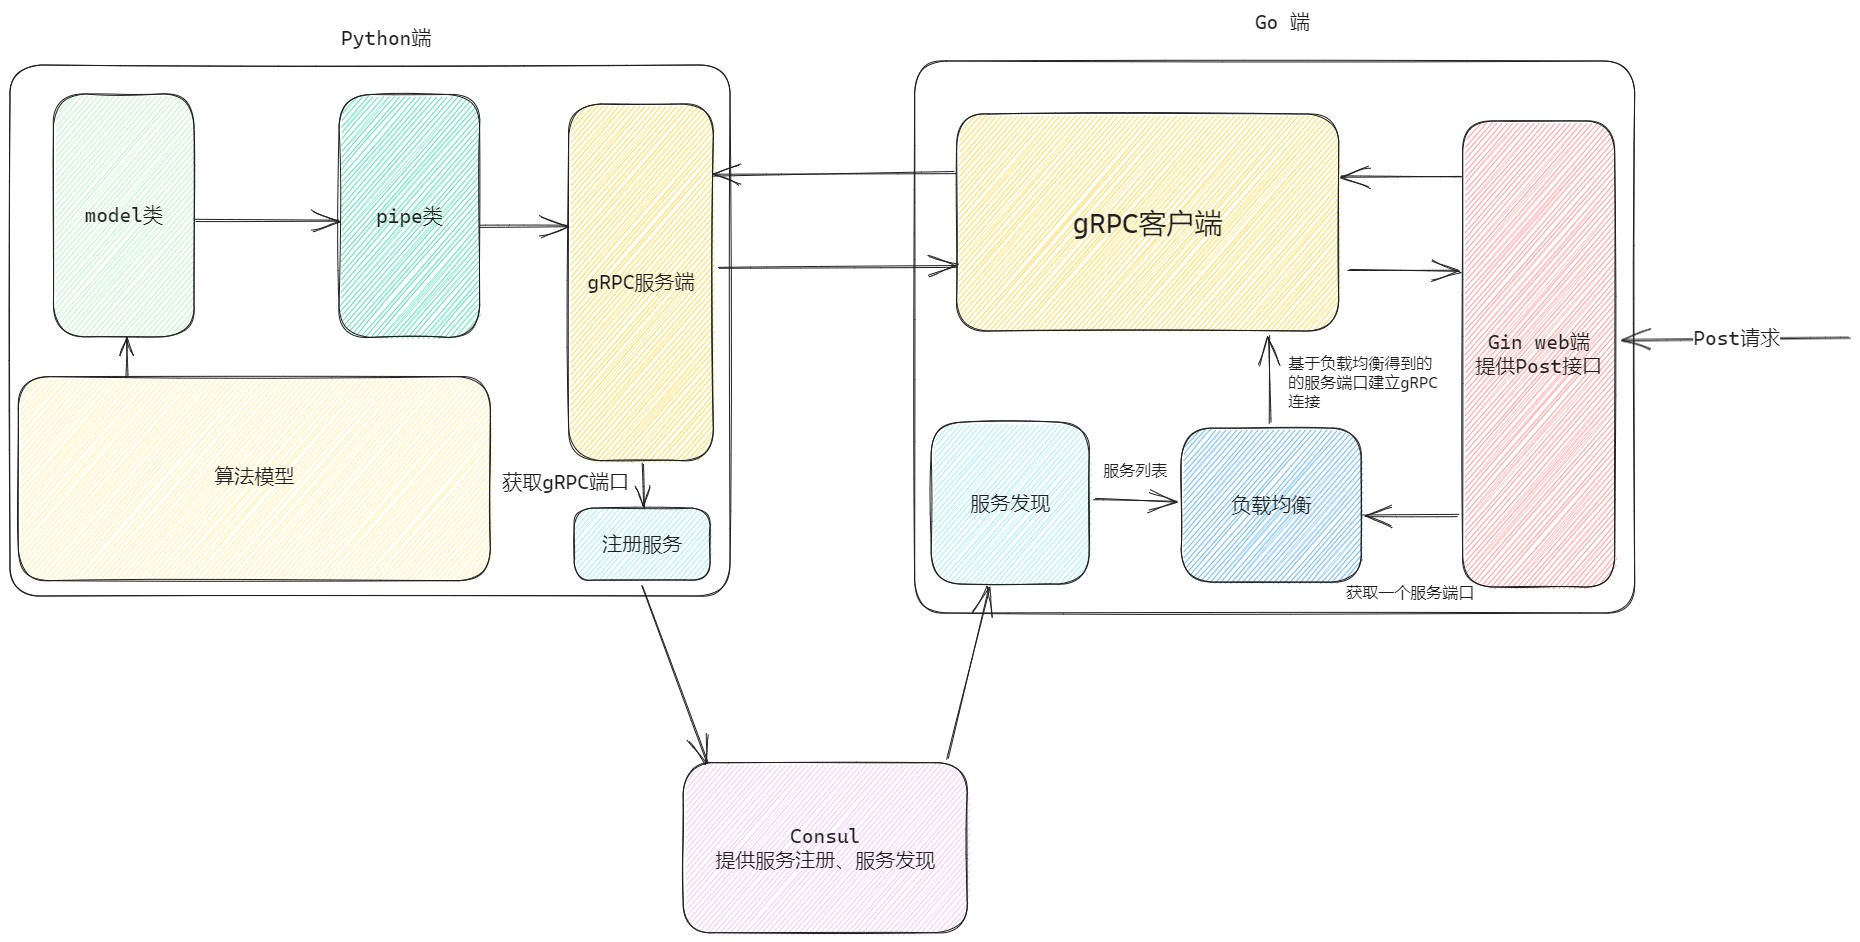 Python端
Go 端
model类
pipe类
gRPC服务端
算法模型
获取gRPC端口
注册服务
gRPC客户端
Gin web端
提供Post接口
Post请求
基于负载均衡得到的
的服务端口建立gRPC
连接
服务发现
服务列表
负载均衡
获取一个服务端口
Consul
提供服务注册、服务发现